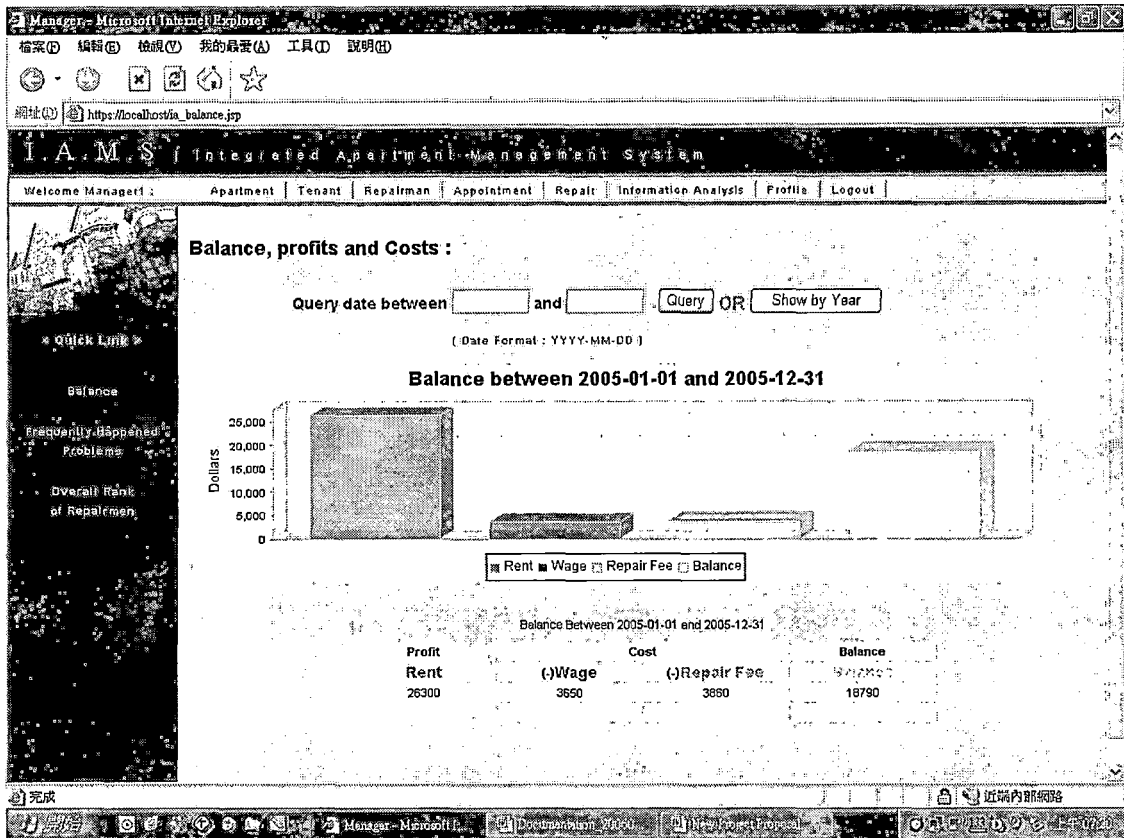 Manager - Microsoft Internet Explorer
檔案(F) 編輯(E) 檢視(V) 我的最愛(A) 工具(T) 說明(H)
網址(D) https://localhost/ia_balance.jsp
I.A.M.S | Integrated Apartment Management System
Welcome Manager1 : Apartment | Tenant | Repairman | Appointment | Repair | Information Analysis | Profile | Logout |
Balance, profits and Costs :
Query date between and Query OR Show by Year
( Date Format : YYYY-MM-DD )
« Quick Link »
Balance
Frequently Happened
Problems
Overall Rank
of Repairmen
Balance between 2005-01-01 and 2005-12-31
Dollars
25,000
20,000
15,000
10,000
5,000
0
Rent Wage Repair Fee Balance
Balance Between 2005-01-01 and 2005-12-31
Profit Cost Balance
Rent (-)Wage (-)Repair Fee Balance
26300 3650 3860 18790
完成 近端內部網路
開始 Manager - Microsoft I... New Project Proposal